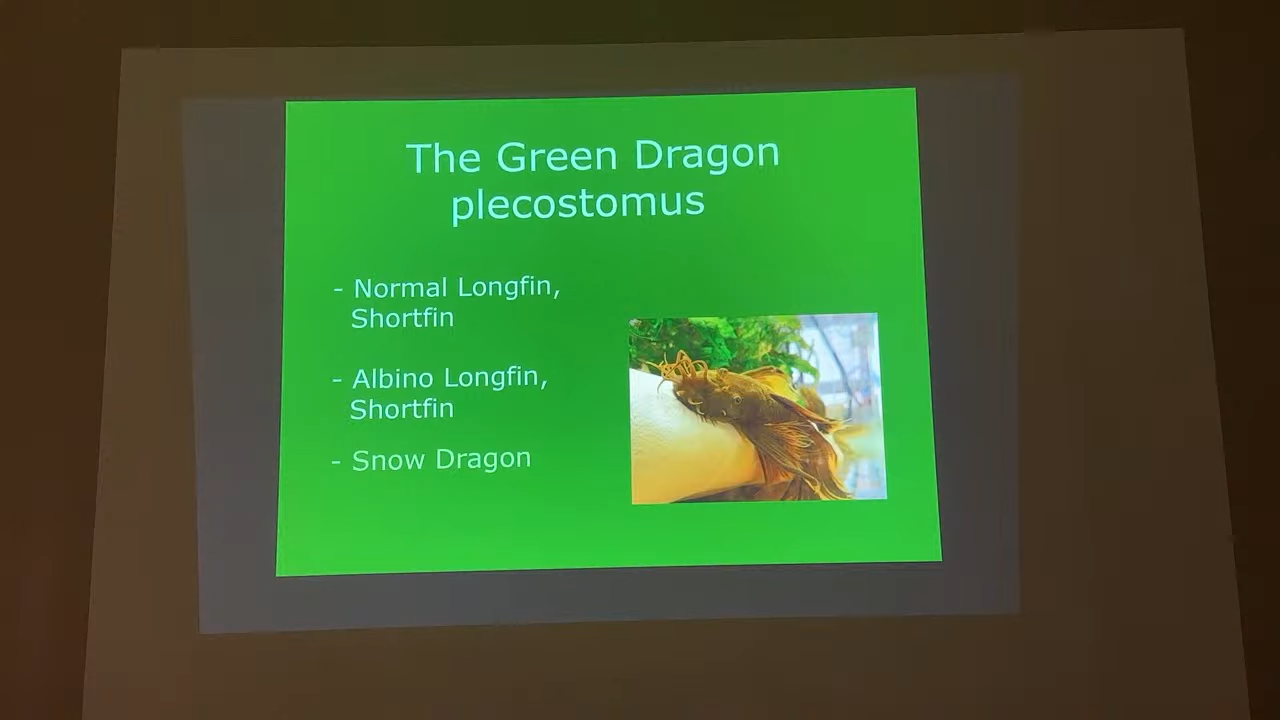 The Green Dragon
plecostomus
- Normal Longfin,
Shortfin
- Albino Longfin,
Shortfin
- Snow Dragon